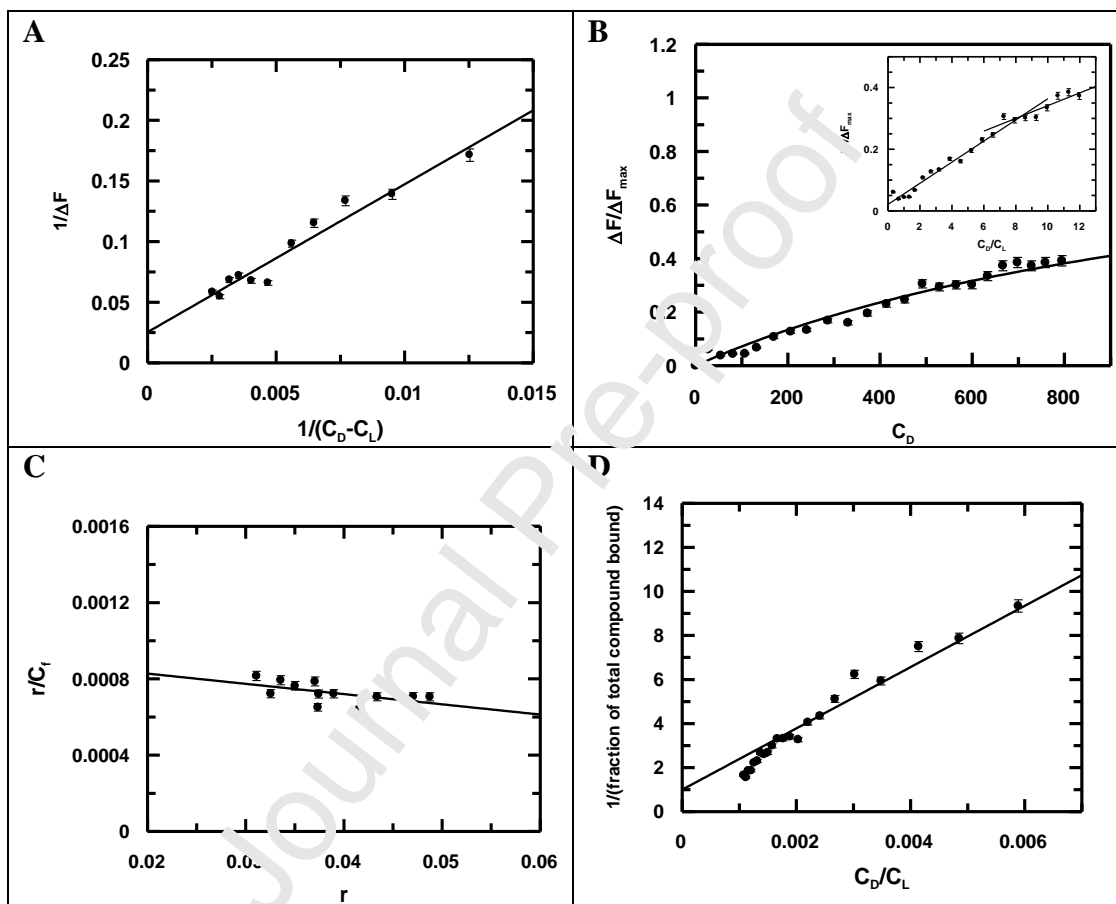 A
0.25
0.2
0.15
0.1
0.05
0
1/ΔF
0 0.005 0.01 0.015
1/(C_D-C_L)
B
1.2
1
0.8
0.6
0.4
0.2
0
ΔF/ΔF_max
0 200 400 600 800
C_D
0.4
0.2
0
ΔF_max
0 2 4 6 8 10 12
C_D/C_L
C
0.0016
0.0012
0.0008
0.0004
0
r/C_f
0.02 0.04 0.05 0.06
r
D
14
12
10
8
6
4
2
0
1/(fraction of total compound bound)
0 0.002 0.004 0.006
C_D/C_L
Journal Pre-proof